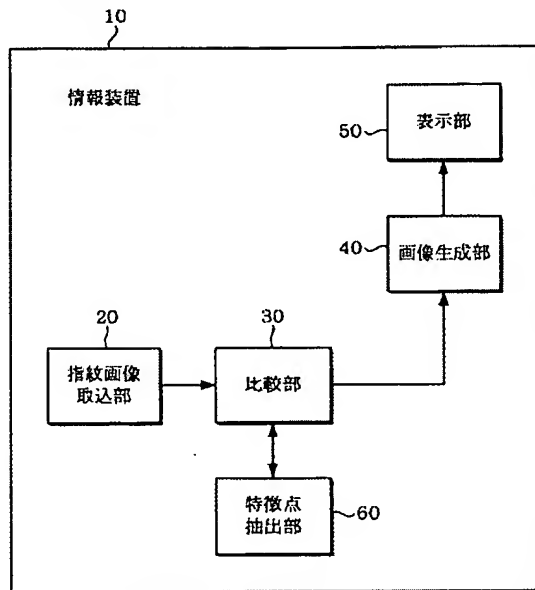 10
情報装置
表示部
50
画像生成部
40
20
30
指紋画像
取込部
比較部
特徴点
抽出部
60